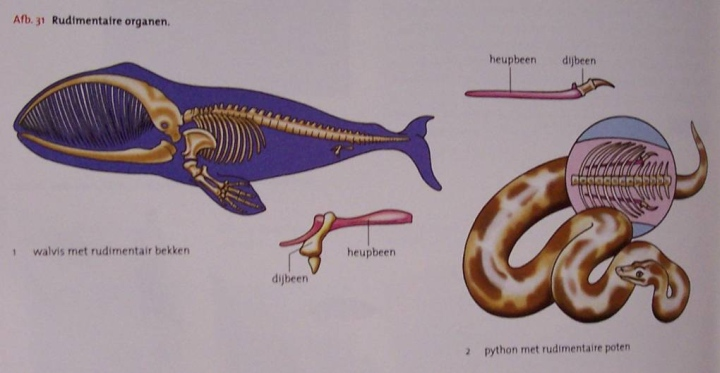 Afb. 31 Rudimentaire organen.
heupbeen dijbeen
heupbeen
dijbeen
1 walvis met rudimentair bekken
2 python met rudimentaire poten